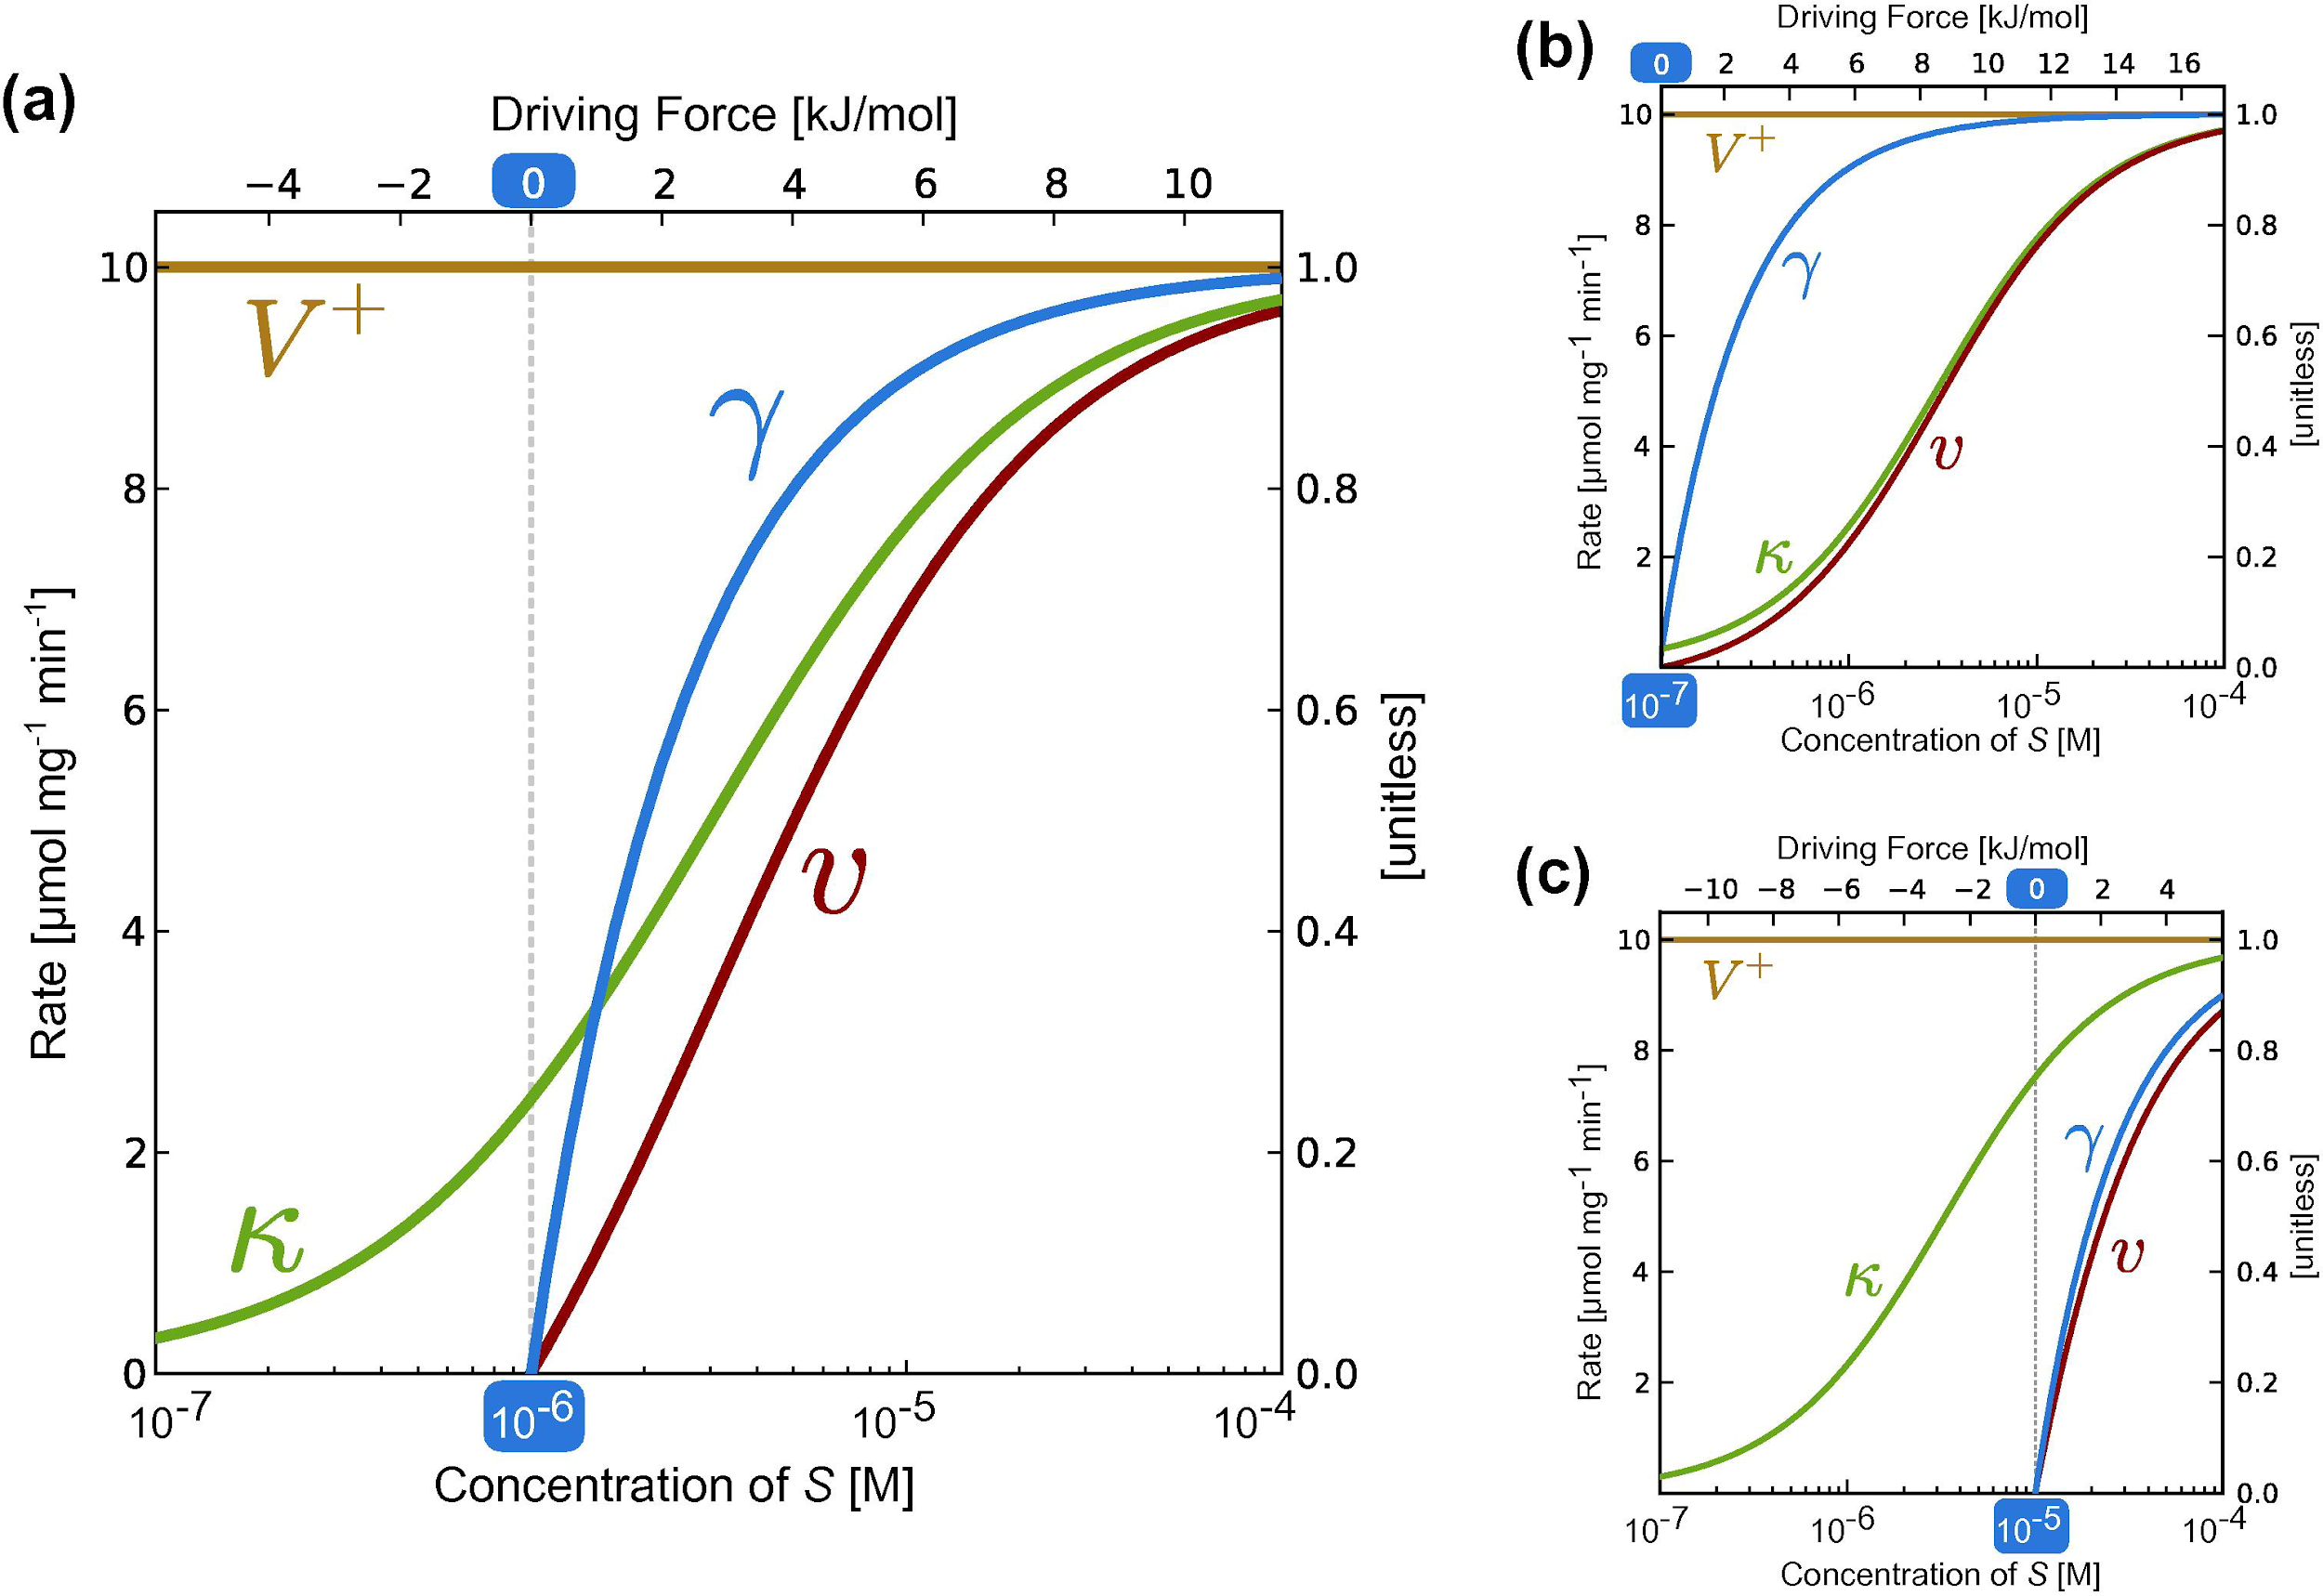 (a)
Driving Force [kJ/mol]
−4 −2 0 2 4 6 8 10
10 1.0
V⁺
γ
8 0.8
6 0.6
υ
4 0.4
κ
2 0.2
0 0.0
Rate [µmol mg⁻¹ min⁻¹]
[unitless]
10⁻⁷ 10⁻⁶ 10⁻⁵ 10⁻⁴
Concentration of S [M]
(b)
Driving Force [kJ/mol]
0 2 4 6 8 10 12 14 16
10 1.0
V⁺
8 0.8
γ
6 0.6
4 0.4
υ
κ
2 0.2
0.0
Rate [µmol mg⁻¹ min⁻¹]
[unitless]
10⁻⁷ 10⁻⁶ 10⁻⁵ 10⁻⁴
Concentration of S [M]
(c)
Driving Force [kJ/mol]
−10 −8 −6 −4 −2 0 2 4
10 1.0
V⁺
8 0.8
γ
6 0.6
υ
κ
4 0.4
2 0.2
0.0
Rate [µmol mg⁻¹ min⁻¹]
[unitless]
10⁻⁷ 10⁻⁶ 10⁻⁵ 10⁻⁴
Concentration of S [M]